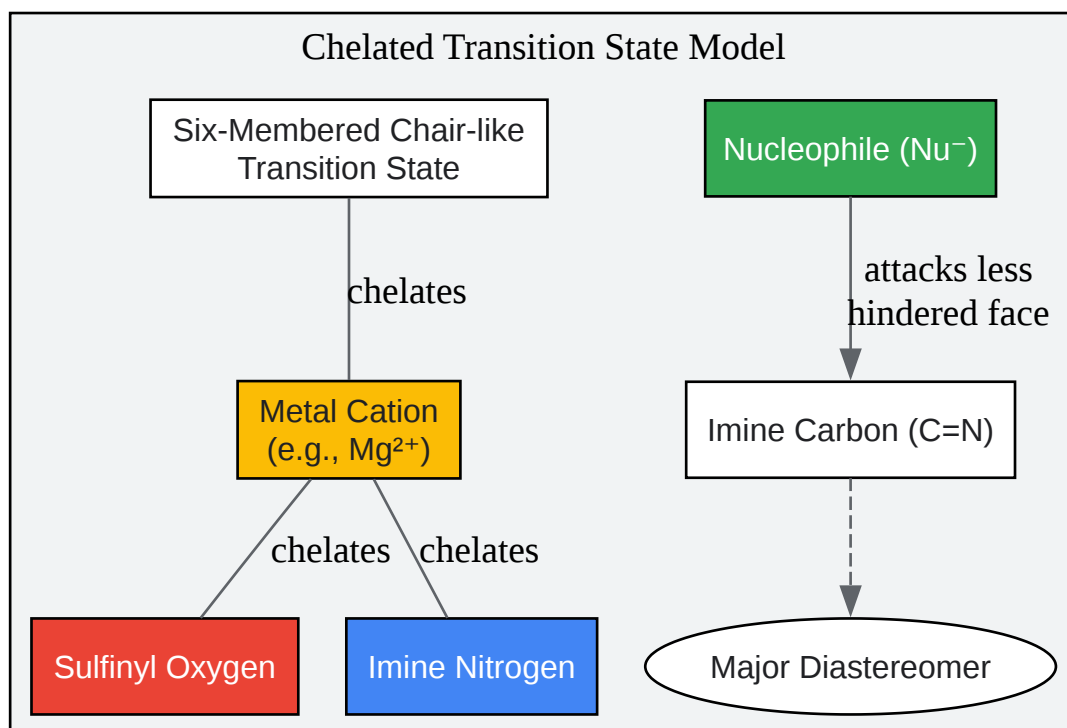 Chelated Transition State Model
Six-Membered Chair-like
Transition State
Nucleophile (Nu⁻)
chelates
attacks less
hindered face
Metal Cation
(e.g., Mg²⁺)
Imine Carbon (C=N)
chelates
chelates
Sulfinyl Oxygen
Imine Nitrogen
Major Diastereomer